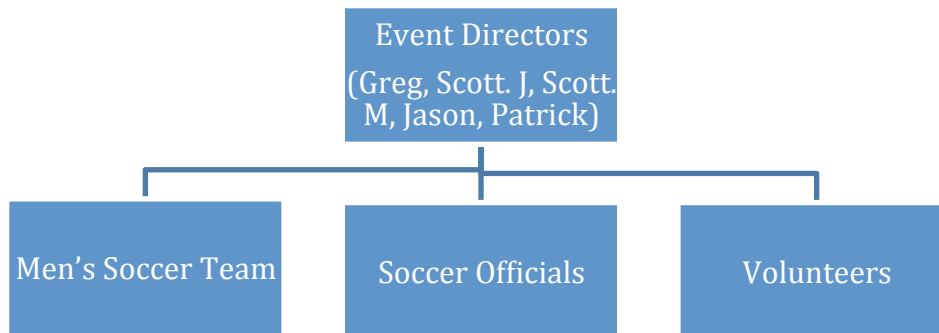 Event Directors
(Greg, Scott. J, Scott.
M, Jason, Patrick)
Men’s Soccer Team
Soccer Officials
Volunteers